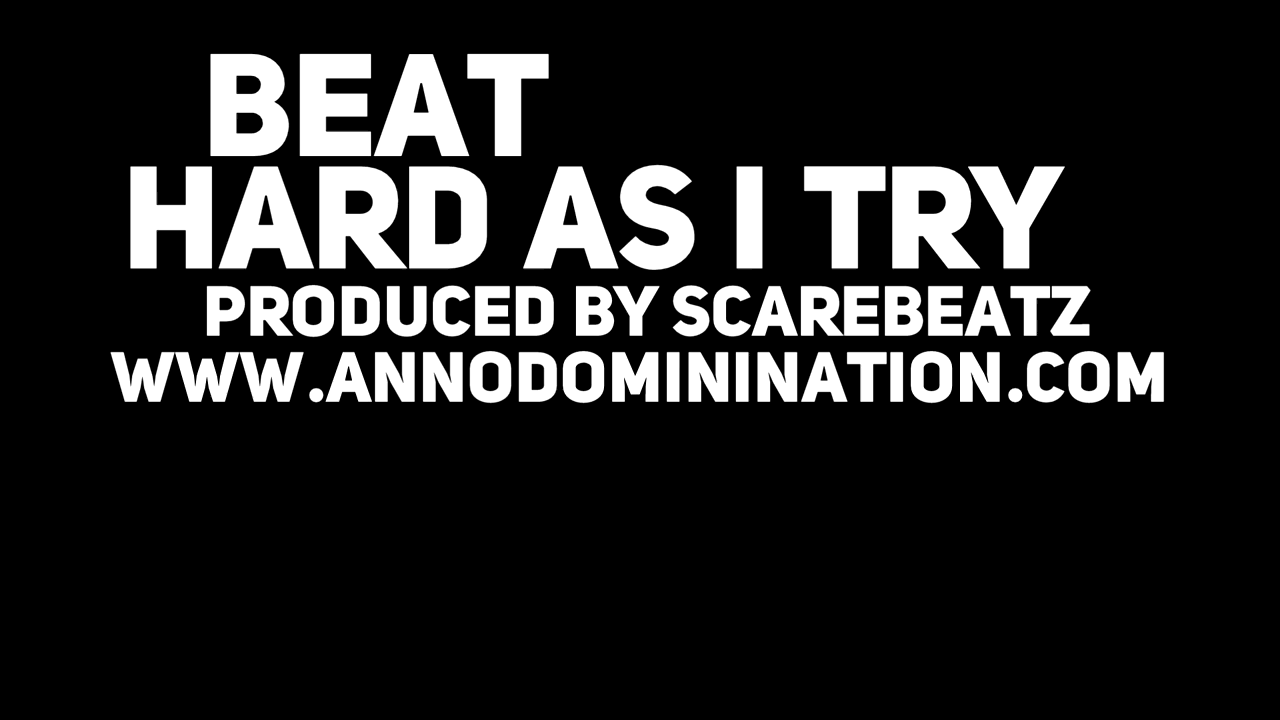 BEAT
HARD AS I TRY
PRODUCED BY SCAREBEATZ
WWW.ANNODOMININATION.COM